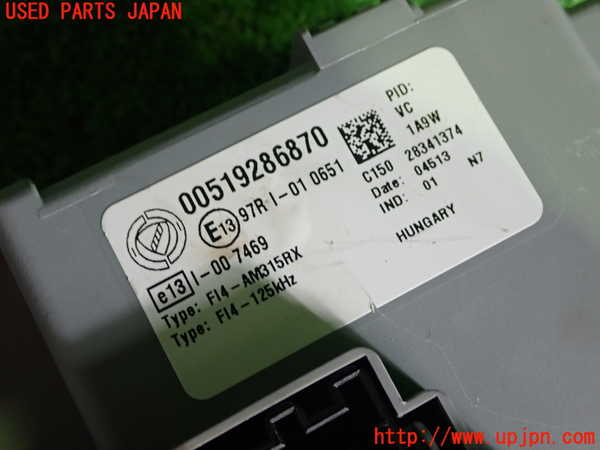 USED PARTS JAPAN
00519286870
E13 97R I-01 0651
e13 I-00 7469
Type: FI4-AM315RX
Type: FI4-125kHz
PID:
VC
1A9W
C150 28341374
Date: 04513 N7
IND: 01
HUNGARY
UPJ
http://www.upjpn.com